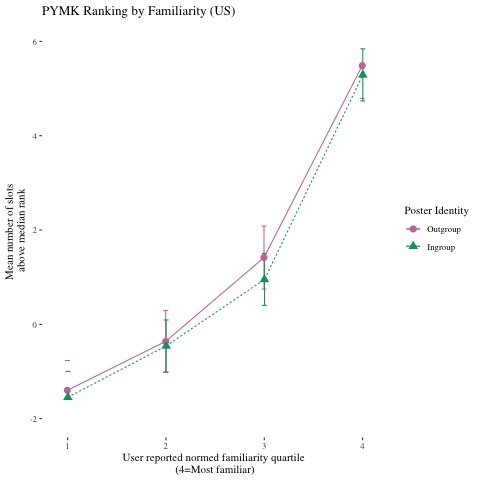 PYMK Ranking by Familiarity (US)
Mean number of slots
above median rank
6
4
2
0
-2
1
2
3
4
User reported normed familiarity quartile
(4=Most familiar)
Poster Identity
Outgroup
Ingroup